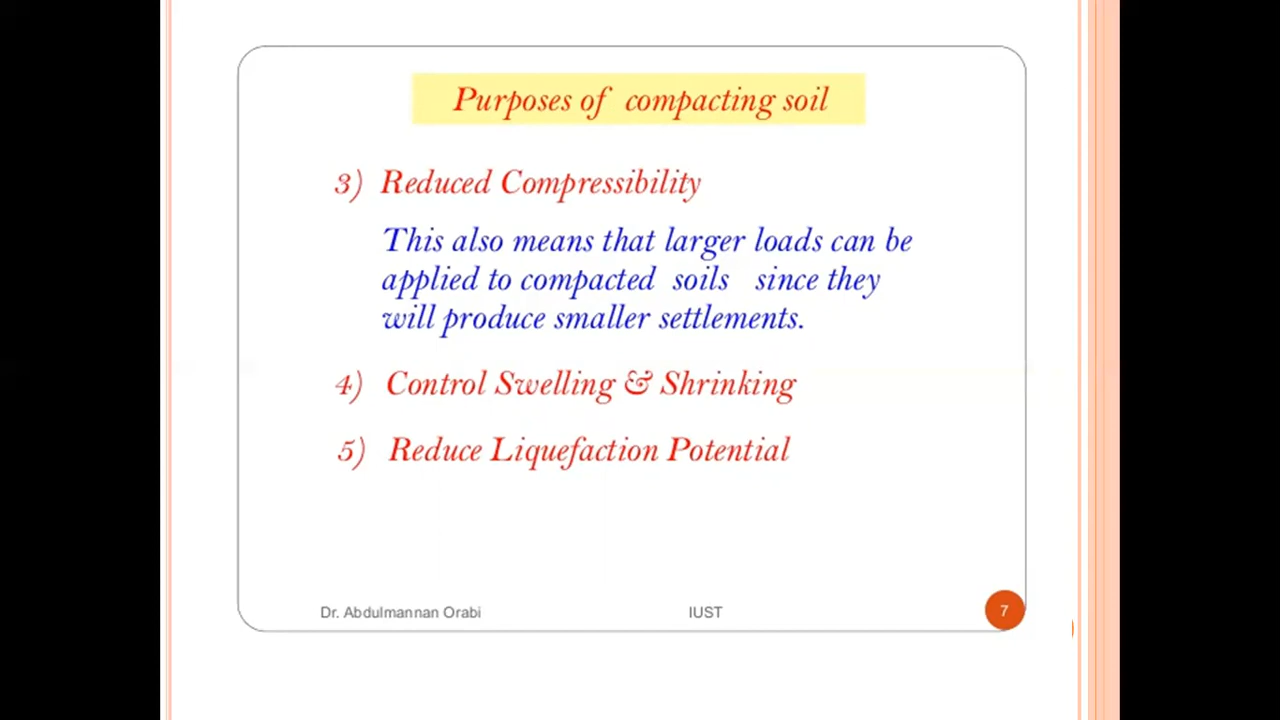 Purposes of compacting soil
3) Reduced Compressibility
This also means that larger loads can be
applied to compacted soils since they
will produce smaller settlements.
4) Control Swelling & Shrinking
5) Reduce Liquefaction Potential
Dr. Abdulmannan Orabi IUST 7